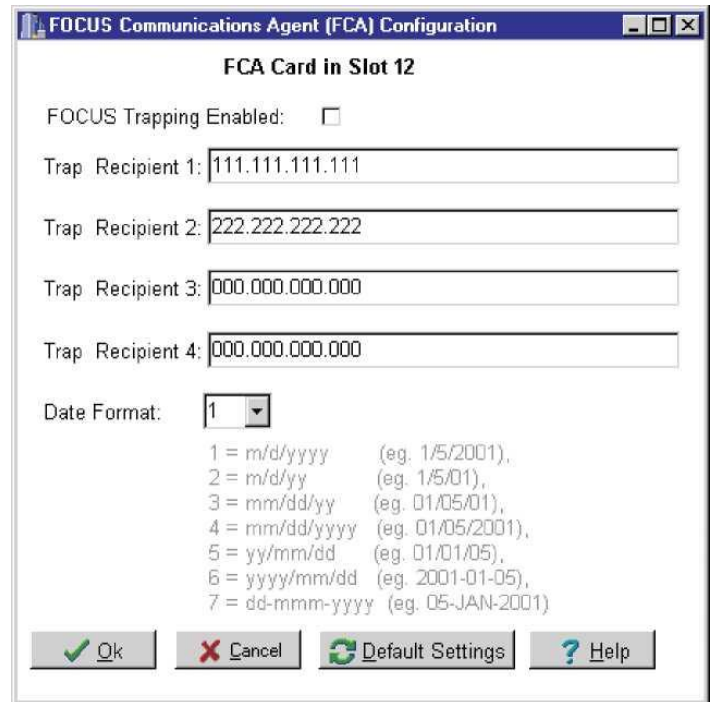 FOCUS Communications Agent (FCA) Configuration
FCA Card in Slot 12
FOCUS Trapping Enabled:
Trap Recipient 1: 111.111.111.111
Trap Recipient 2: 222.222.222.222
Trap Recipient 3: 000.000.000.000
Trap Recipient 4: 000.000.000.000
Date Format: 1
1 = m/d/yyyy (eg. 1/5/2001),
2 = m/d/yy (eg. 1/5/01),
3 = mm/dd/yy (eg. 01/05/01),
4 = mm/dd/yyyy (eg. 01/05/2001),
5 = yy/mm/dd (eg. 01/01/05),
6 = yyyy/mm/dd (eg. 2001-01-05),
7 = dd-mmm-yyyy (eg. 05-JAN-2001)
Ok Cancel Default Settings Help